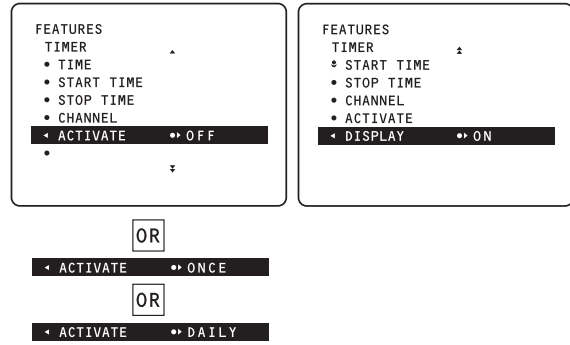 FEATURES
TIMER
• TIME
• START TIME
• STOP TIME
• CHANNEL
ACTIVATE OFF
•
FEATURES
TIMER
• START TIME
• STOP TIME
• CHANNEL
• ACTIVATE
DISPLAY ON
OR
ACTIVATE ONCE
OR
ACTIVATE DAILY